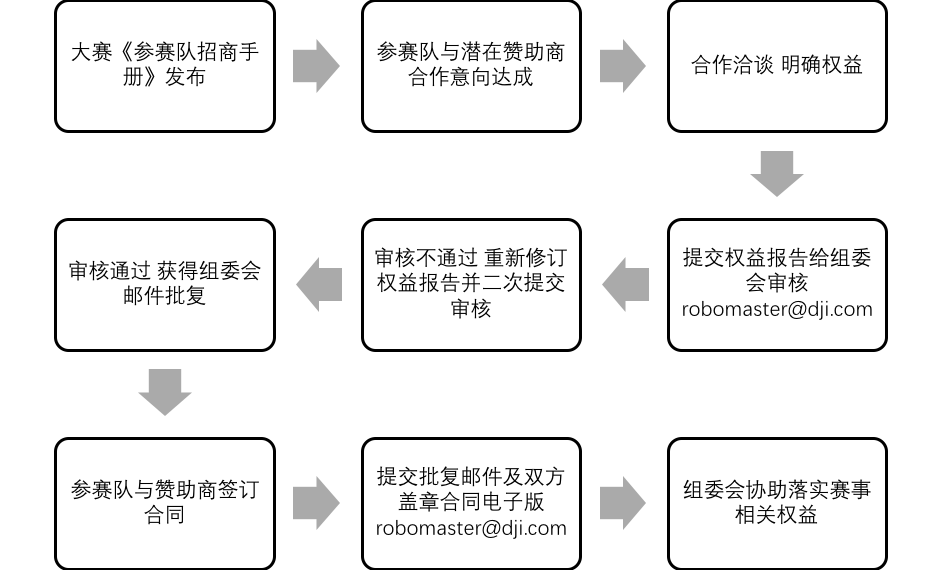 大赛《参赛队招商手
册》发布
参赛队与潜在赞助商
合作意向达成
合作洽谈 明确权益
提交权益报告给组委
会审核
robomaster@dji.com
审核不通过 重新修订
权益报告并二次提交
审核
审核通过 获得组委会
邮件批复
参赛队与赞助商签订
合同
提交批复邮件及双方
盖章合同电子版
robomaster@dji.com
组委会协助落实赛事
相关权益